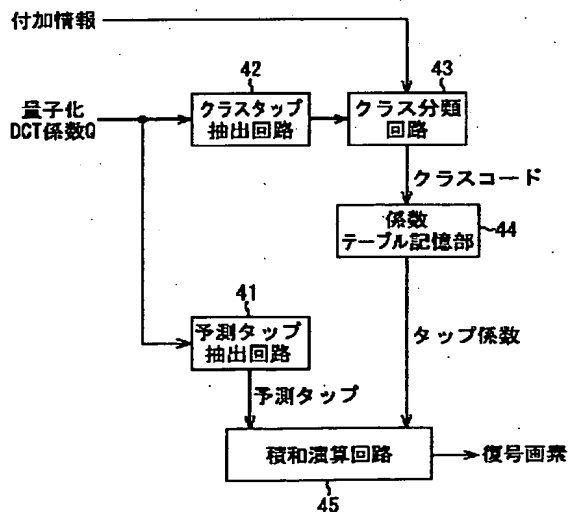 付加情報
42
43
量子化
DCT係数Q
クラスタップ
抽出回路
クラス分類
回路
クラスコード
係数
テーブル記憶部
44
41
予測タップ
抽出回路
タップ係数
予測タップ
積和演算回路
復号画素
45